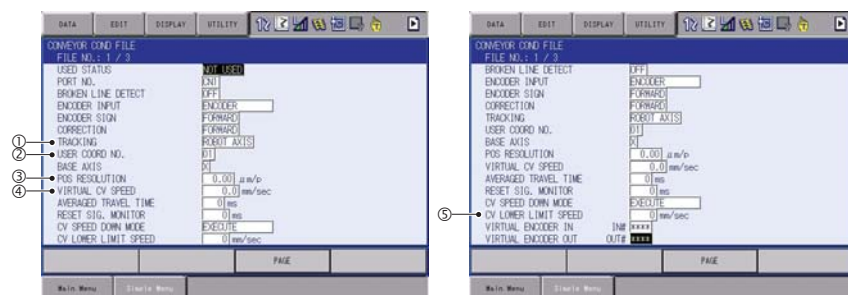 DATA EDIT DISPLAY UTILITY
CONVEYOR COND FILE
FILE NO.: 1 / 3
USED STATUS NOT USED
PORT NO. CN1
BROKEN LINE DETECT OFF
ENCODER INPUT ENCODER
ENCODER SIGN FORWARD
CORRECTION FORWARD
① TRACKING ROBOT AXIS
② USER COORD NO. 01
BASE AXIS X
③ POS RESOLUTION 0.00 μm/p
④ VIRTUAL CV SPEED 0.0 mm/sec
AVERAGED TRAVEL TIME 0 ms
RESET SIG. MONITOR 0 ms
CV SPEED DOWN MODE EXECUTE
CV LOWER LIMIT SPEED 0 mm/sec
PAGE
Main Menu Simple Menu
DATA EDIT DISPLAY UTILITY
CONVEYOR COND FILE
FILE NO.: 1 / 3
BROKEN LINE DETECT OFF
ENCODER INPUT ENCODER
ENCODER SIGN FORWARD
CORRECTION FORWARD
TRACKING ROBOT AXIS
USER COORD NO. 01
BASE AXIS X
POS RESOLUTION 0.00 μm/p
VIRTUAL CV SPEED 0.0 mm/sec
AVERAGED TRAVEL TIME 0 ms
RESET SIG. MONITOR 0 ms
CV SPEED DOWN MODE EXECUTE
⑤ CV LOWER LIMIT SPEED 0 mm/sec
VIRTUAL ENCODER IN IN# ****
VIRTUAL ENCODER OUT OUT# ****
PAGE
Main Menu Simple Menu